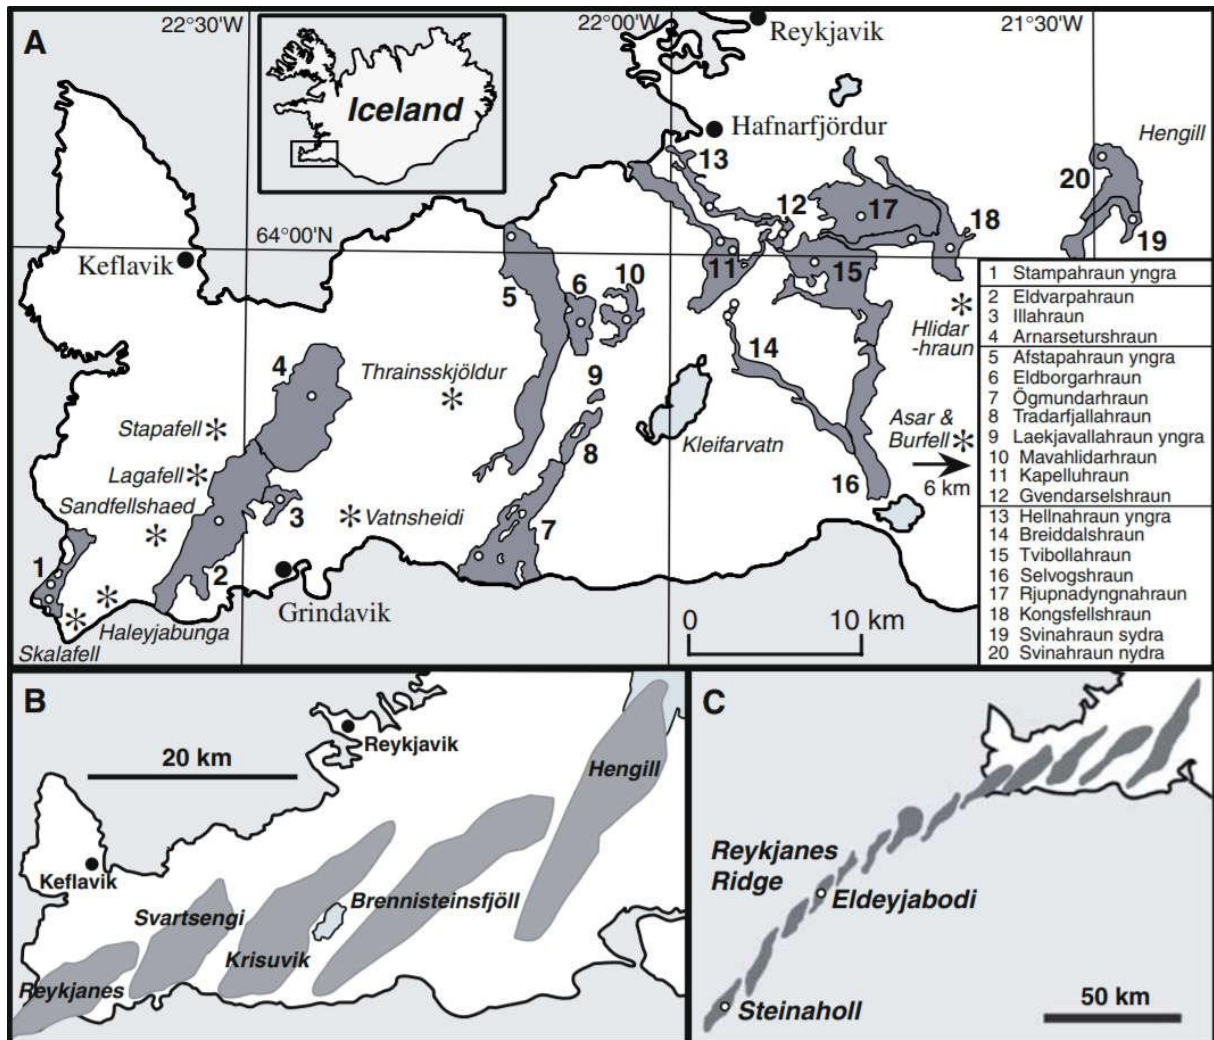 A
22°30'W
22°00'W
21°30'W
Reykjavik
Iceland
Hafnarfjördur
Hengill
13
20
12
17
18
19
64°00'N
Keflavik
11
15
5
6
10
Hlidar
-hraun
4
Thrainsskjöldur
14
9
Stapafell
Kleifarvatn
Asar &
Burfell
8
Lagafell
6 km
Sandfellshaed
3
Vatnsheidi
16
7
1
2
Grindavik
0
10 km
Haleyjabunga
Skalafell
1 Stampahraun yngra
2 Eldvarpahraun
3 Illahraun
4 Arnarseturshraun
5 Afstapahraun yngra
6 Eldborgarhraun
7 Ögmundarhraun
8 Tradarfjallahraun
9 Laekjavallahraun yngra
10 Mavahlidarhraun
11 Kapelluhraun
12 Gvendarselshraun
13 Hellnahraun yngra
14 Breiddalshraun
15 Tvibollahraun
16 Selvogshraun
17 Rjupnadyngnahraun
18 Kongsfellshraun
19 Svinahraun sydra
20 Svinahraun nydra
B
Reykjavik
20 km
Hengill
Keflavik
Brennisteinsfjöll
Svartsengi
Krisuvik
Reykjanes
C
Reykjanes
Ridge
Eldeyjabodi
Steinaholl
50 km